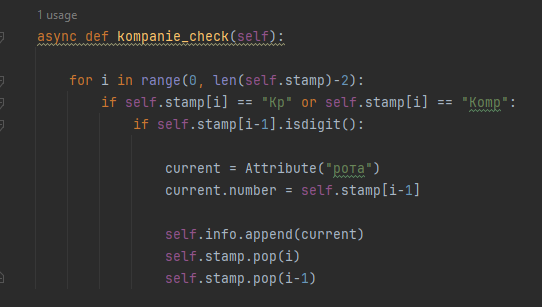 1 usage
async def kompanie_check(self):
for i in range(0, len(self.stamp)-2):
if self.stamp[i] == "Kp" or self.stamp[i] == "Komp":
if self.stamp[i-1].isdigit():
current = Attribute("рота")
current.number = self.stamp[i-1]
self.info.append(current)
self.stamp.pop(i)
self.stamp.pop(i-1)